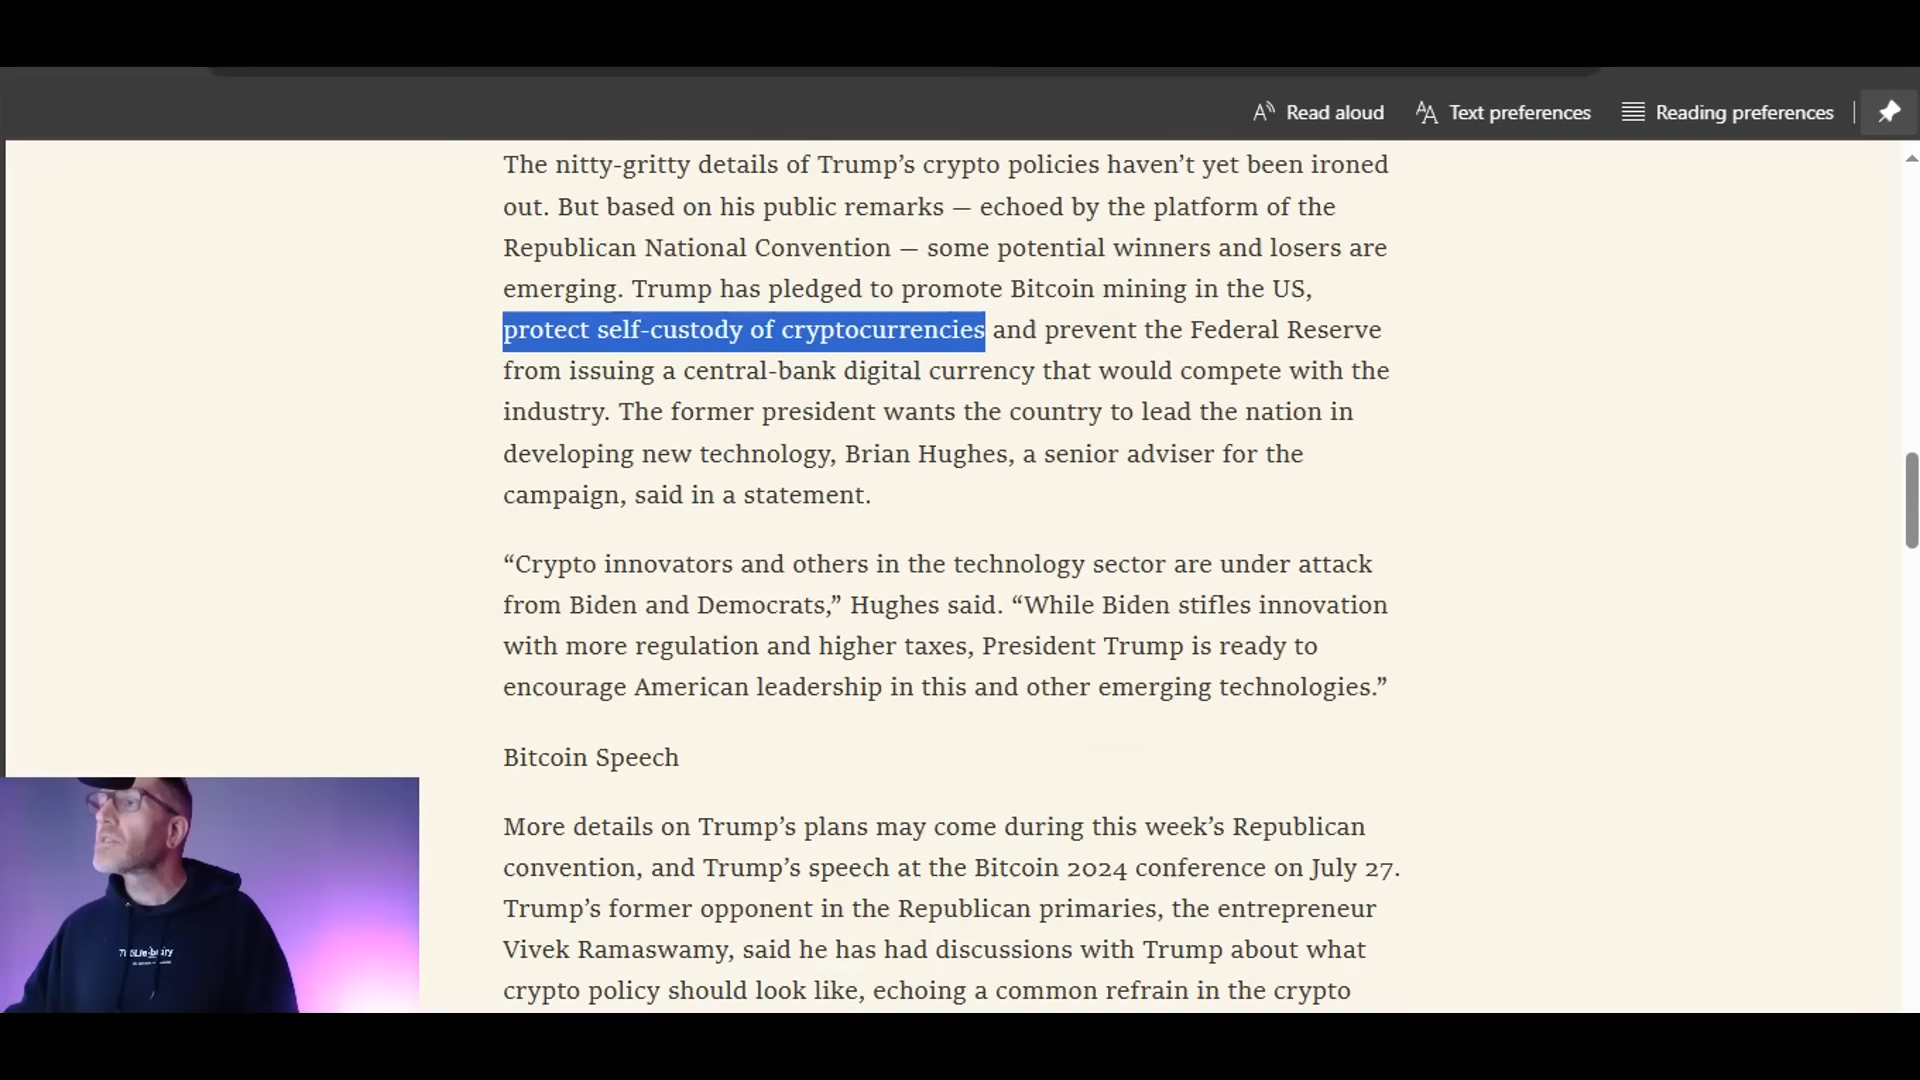 Read aloud
Text preferences
Reading preferences
The nitty-gritty details of Trump’s crypto policies haven’t yet been ironed
out. But based on his public remarks — echoed by the platform of the
Republican National Convention — some potential winners and losers are
emerging. Trump has pledged to promote Bitcoin mining in the US,
protect self-custody of cryptocurrencies and prevent the Federal Reserve
from issuing a central-bank digital currency that would compete with the
industry. The former president wants the country to lead the nation in
developing new technology, Brian Hughes, a senior adviser for the
campaign, said in a statement.
“Crypto innovators and others in the technology sector are under attack
from Biden and Democrats,” Hughes said. “While Biden stifles innovation
with more regulation and higher taxes, President Trump is ready to
encourage American leadership in this and other emerging technologies.”
Bitcoin Speech
More details on Trump’s plans may come during this week’s Republican
convention, and Trump’s speech at the Bitcoin 2024 conference on July 27.
Trump’s former opponent in the Republican primaries, the entrepreneur
Vivek Ramaswamy, said he has had discussions with Trump about what
crypto policy should look like, echoing a common refrain in the crypto